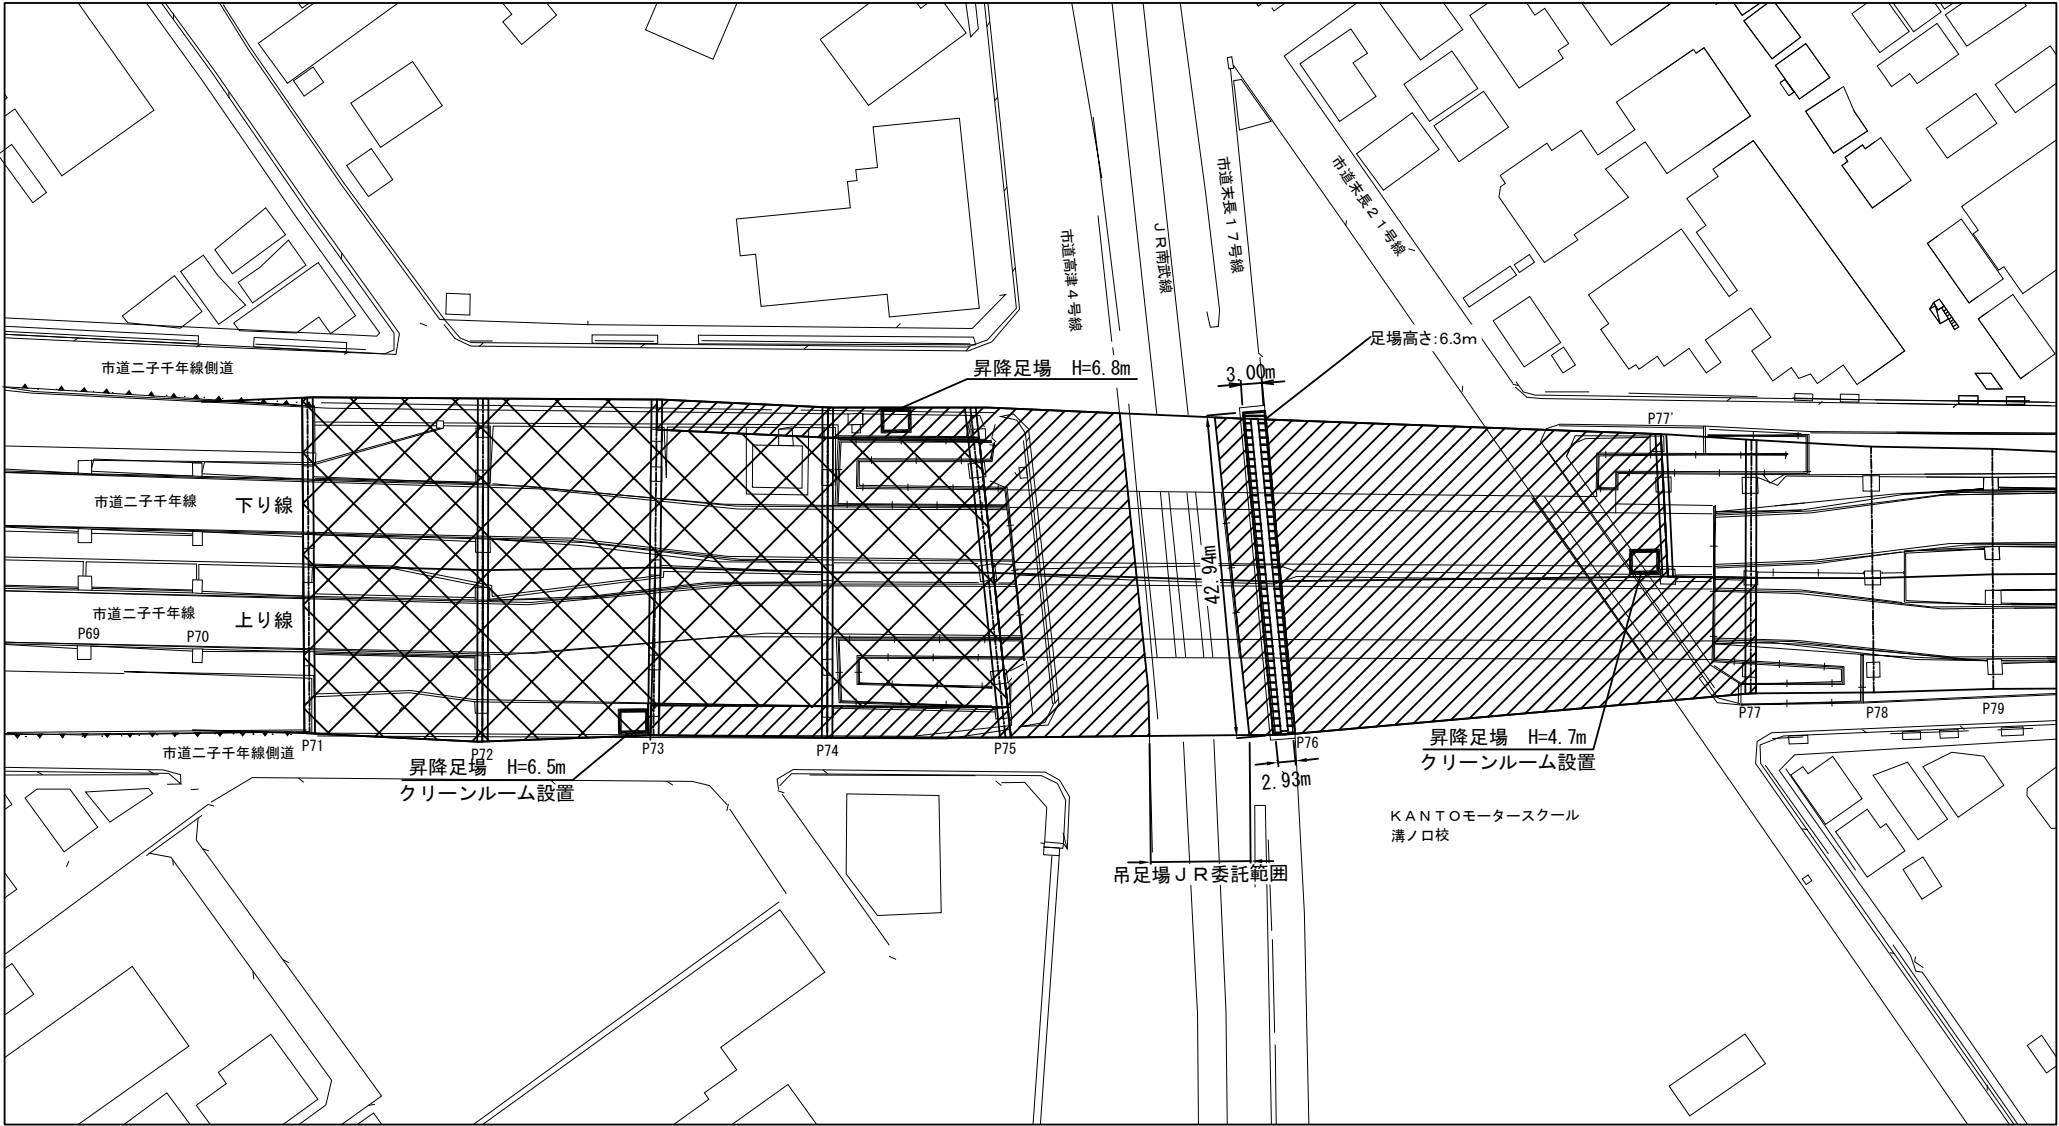 市道末長１７号線
市道末長２１号線
市道高津４号線
ＪＲ南武線
足場高さ:6.3m
市道二子千年線側道
昇降足場　H=6.8m
3.00m
P77'
市道二子千年線
下り線
42.94m
市道二子千年線
上り線
P69
P70
P71
P72
P73
P74
P75
P76
P77
P78
P79
市道二子千年線側道
昇降足場　H=6.5m
クリーンルーム設置
昇降足場　H=4.7m
クリーンルーム設置
2.93m
ＫＡＮＴＯモータースクール
溝ノ口校
吊足場ＪＲ委託範囲